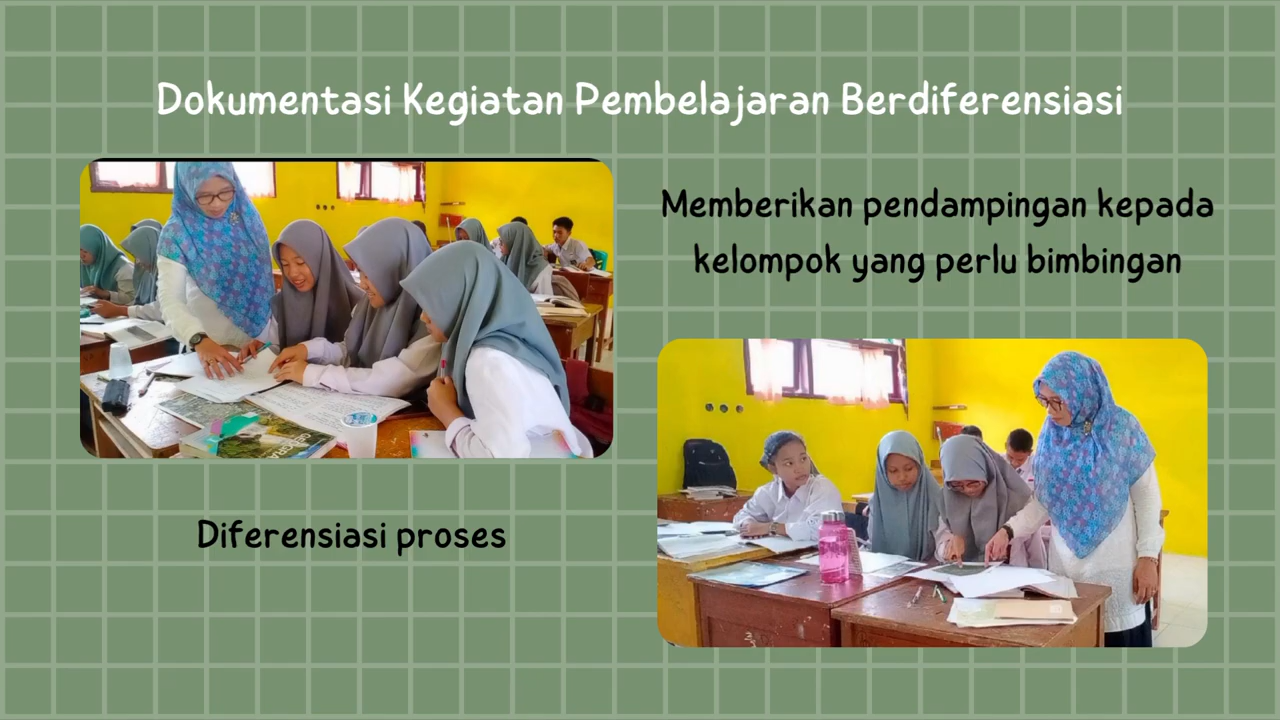 Dokumentasi Kegiatan Pembelajaran Berdiferensiasi
Memberikan pendampingan kepada
kelompok yang perlu bimbingan
Diferensiasi proses